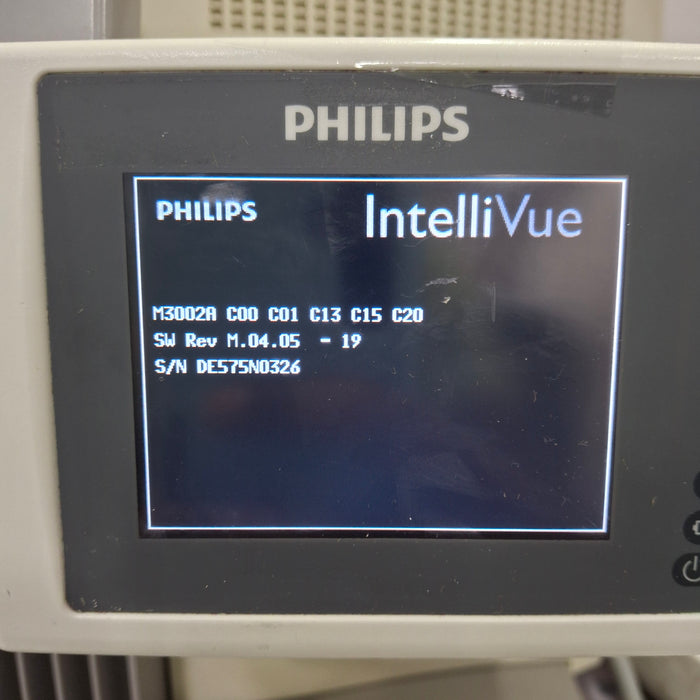 PHILIPS
PHILIPS IntelliVue
M3002A C00 C01 C13 C15 C20
SW Rev M.04.05 - 19
S/N DE575N0326